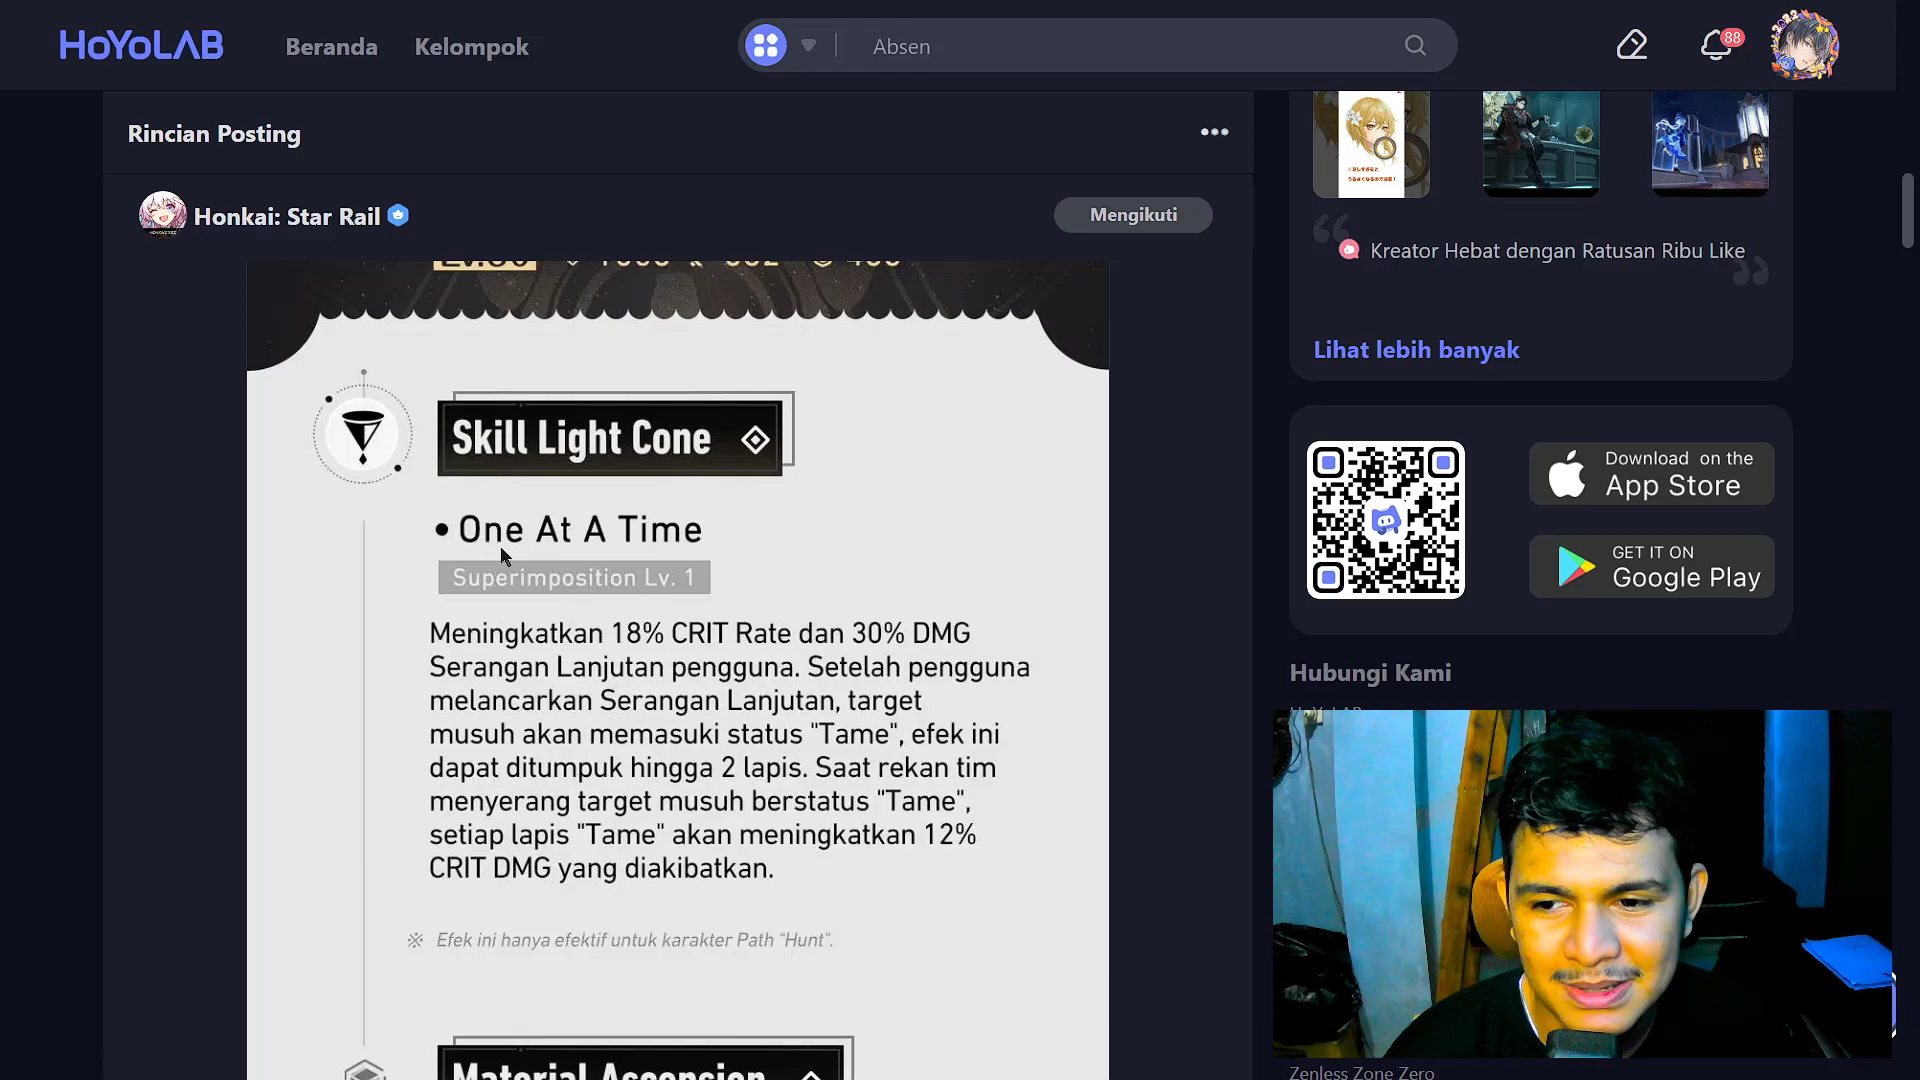 HoYoLAB
Beranda
Kelompok
Absen
88
Rincian Posting
Honkai: Star Rail
Mengikuti
Kreator Hebat dengan Ratusan Ribu Like
Lihat lebih banyak
Skill Light Cone
• One At A Time
Superimposition Lv. 1
Meningkatkan 18% CRIT Rate dan 30% DMG
Serangan Lanjutan pengguna. Setelah pengguna
melancarkan Serangan Lanjutan, target
musuh akan memasuki status "Tame", efek ini
dapat ditumpuk hingga 2 lapis. Saat rekan tim
menyerang target musuh berstatus "Tame",
setiap lapis "Tame" akan meningkatkan 12%
CRIT DMG yang diakibatkan.
※ Efek ini hanya efektif untuk karakter Path "Hunt".
Material Ascension
Download on the
App Store
GET IT ON
Google Play
Hubungi Kami
HoYoLAB
Zenless Zone Zero